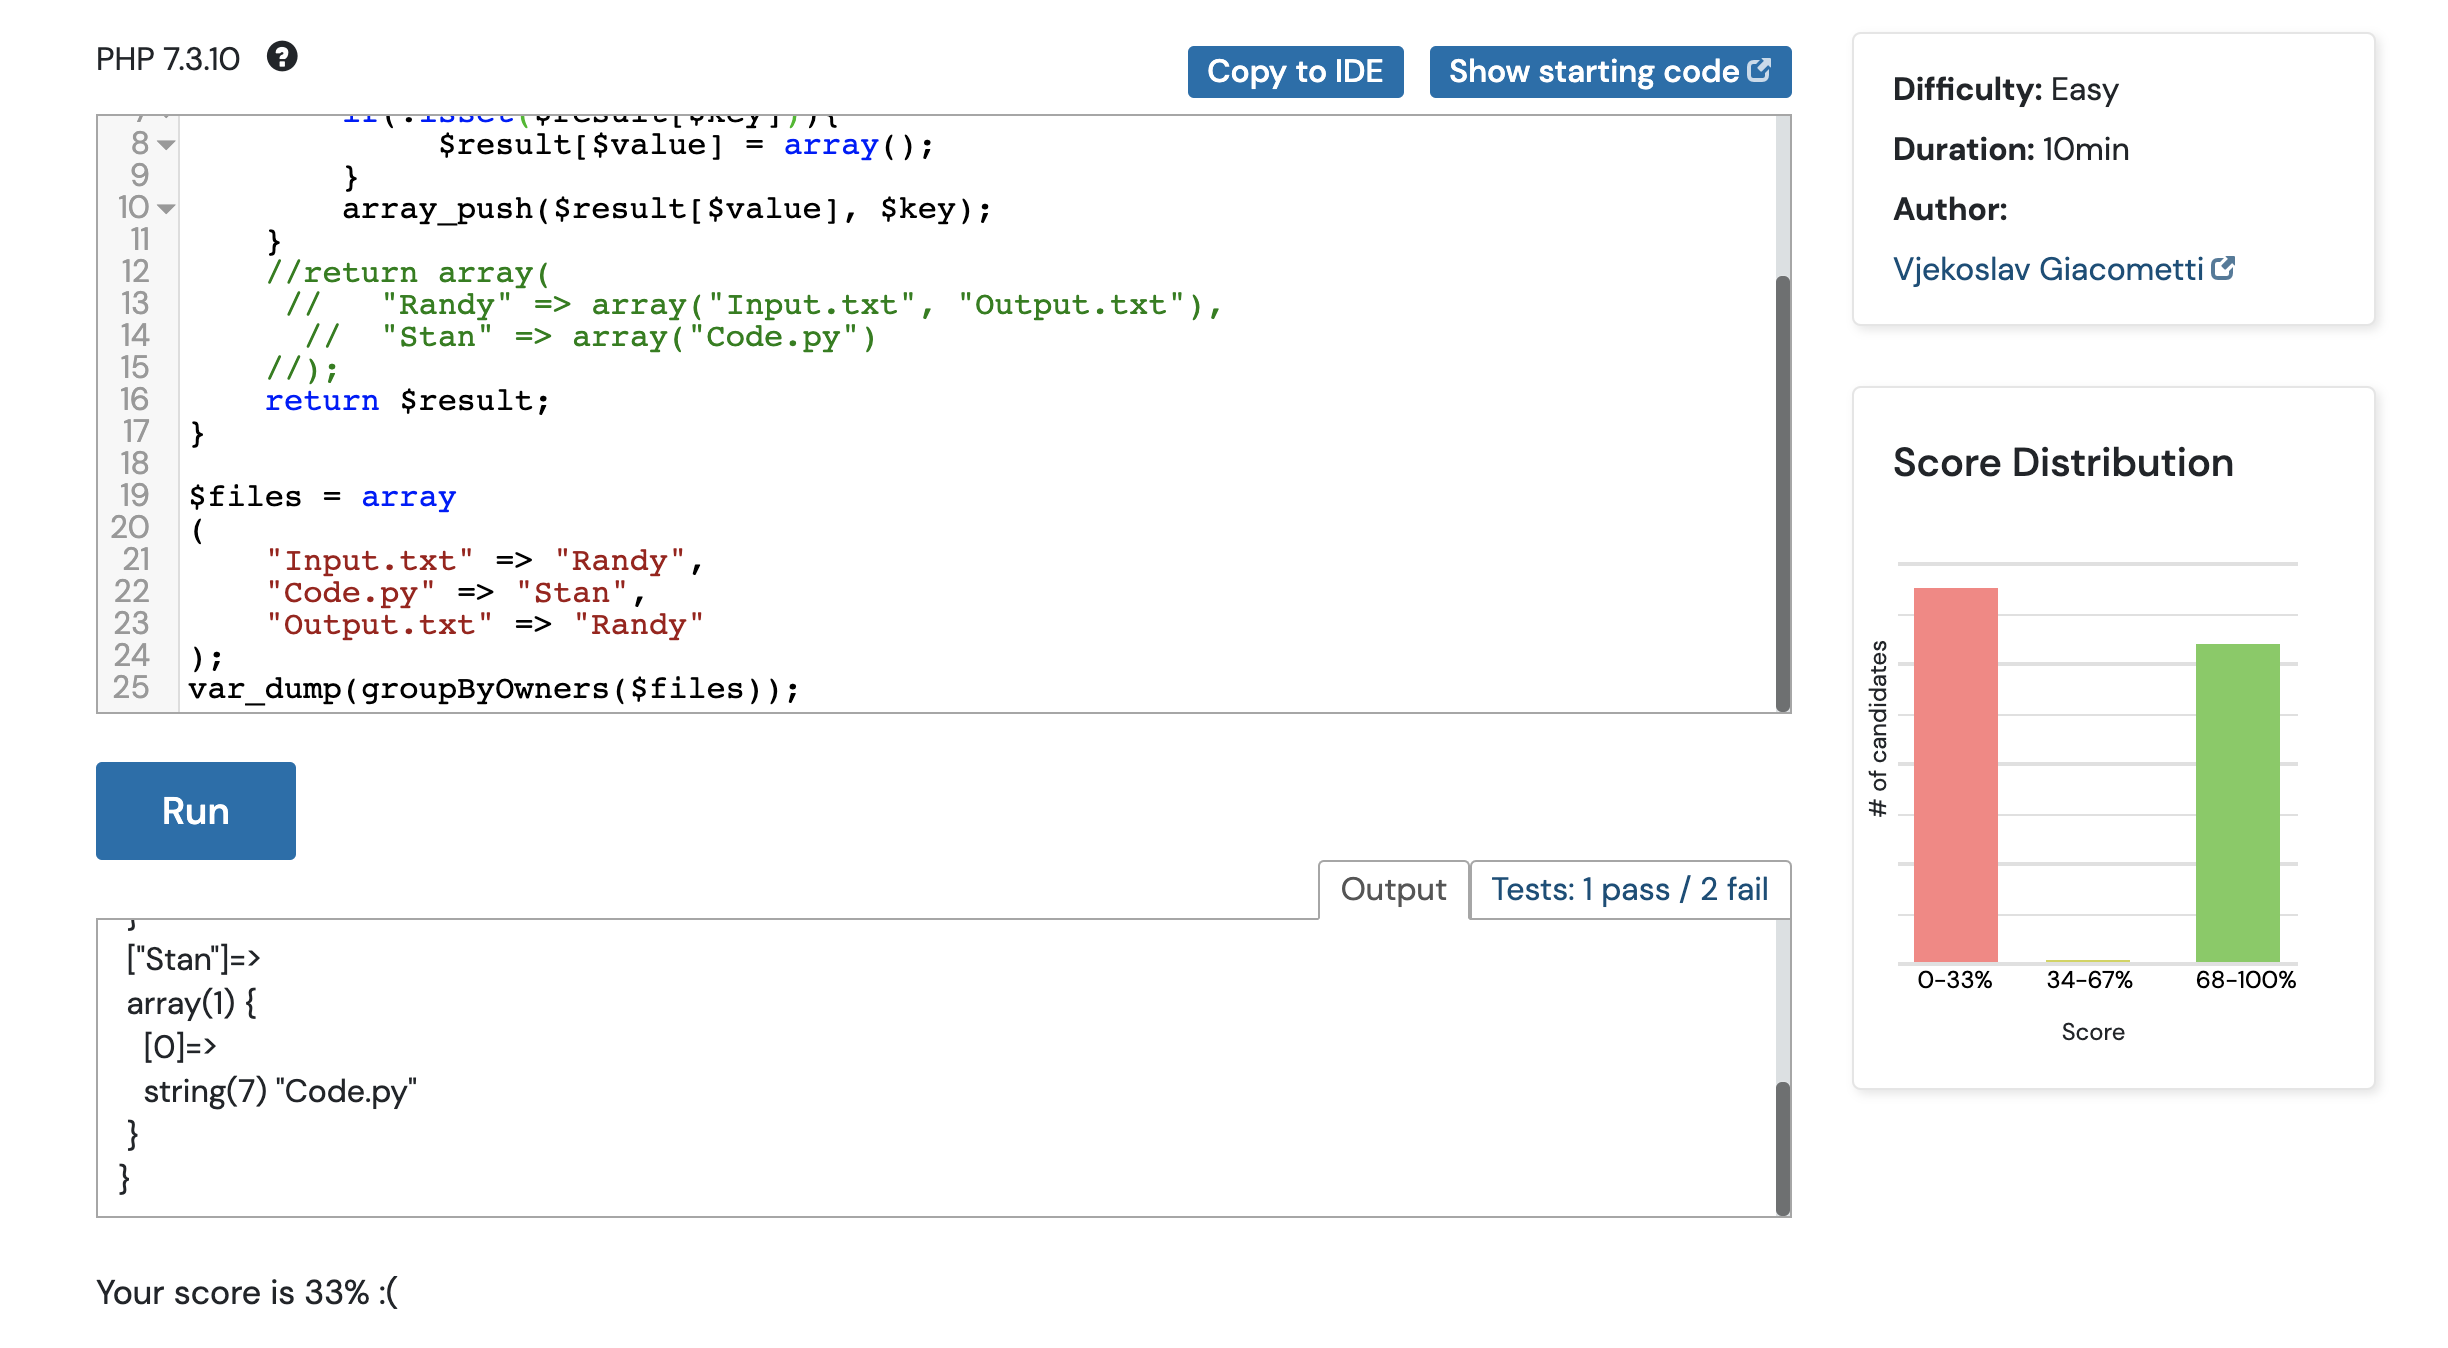 PHP 7.3.10
Copy to IDE
Show starting code
7 if(!isset($result[$key])){
8 $result[$value] = array();
9 }
10 array_push($result[$value], $key);
11 }
12 //return array(
13 // "Randy" => array("Input.txt", "Output.txt"),
14 // "Stan" => array("Code.py")
15 //);
16 return $result;
17 }
18
19 $files = array
20 (
21 "Input.txt" => "Randy",
22 "Code.py" => "Stan",
23 "Output.txt" => "Randy"
24 );
25 var_dump(groupByOwners($files));
Run
Output
Tests: 1 pass / 2 fail
}
["Stan"]=>
array(1) {
[0]=>
string(7) "Code.py"
}
}
Your score is 33% :(
Difficulty: Easy
Duration: 10min
Author:
Vjekoslav Giacometti
Score Distribution
# of candidates
0-33%
34-67%
68-100%
Score